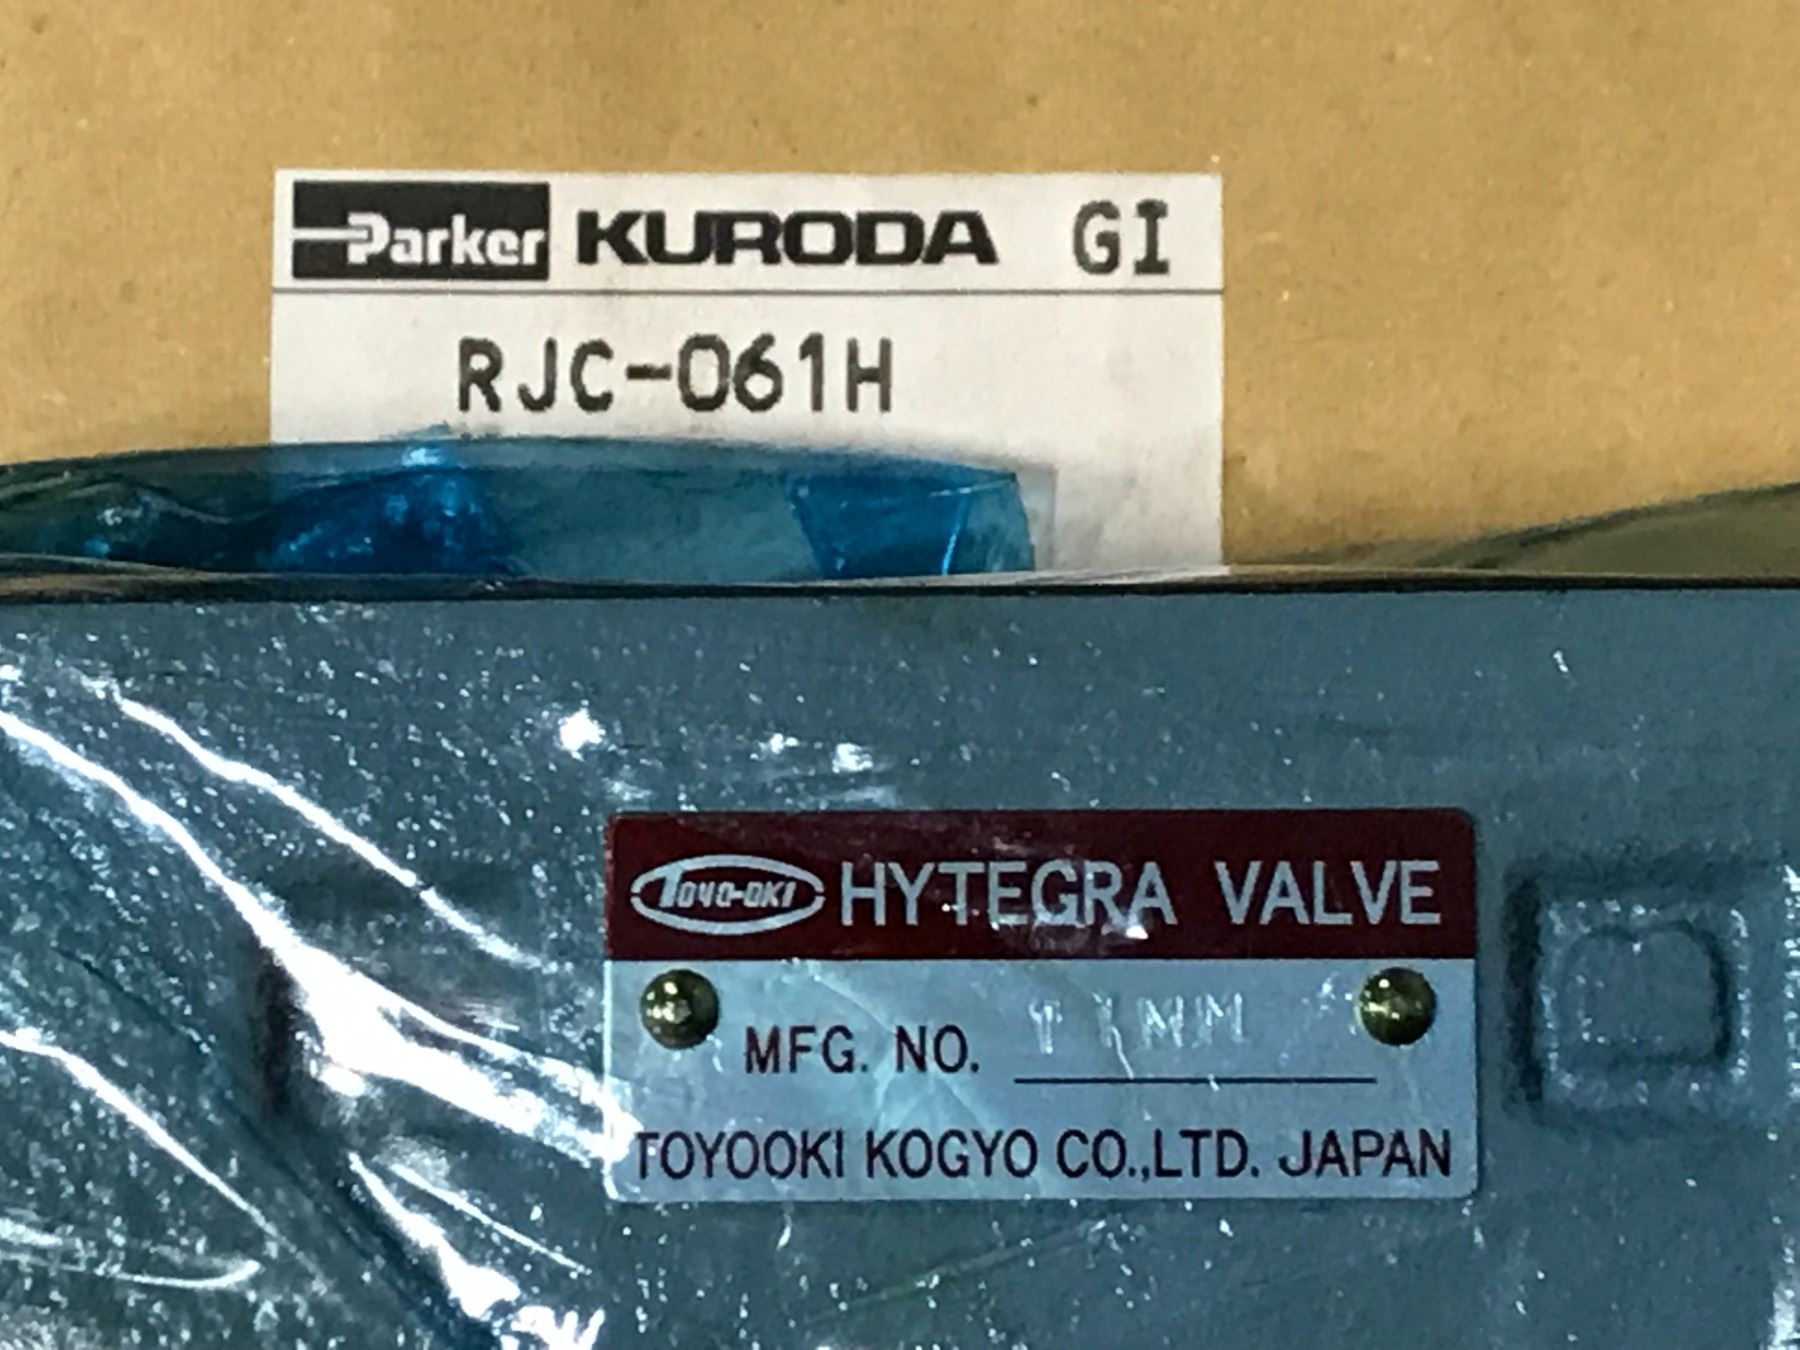 Parker KURODA GI
RJC-061H
TOYO-OKI HYTEGRA VALVE
MFG. NO.
TOYOOKI KOGYO CO.,LTD. JAPAN